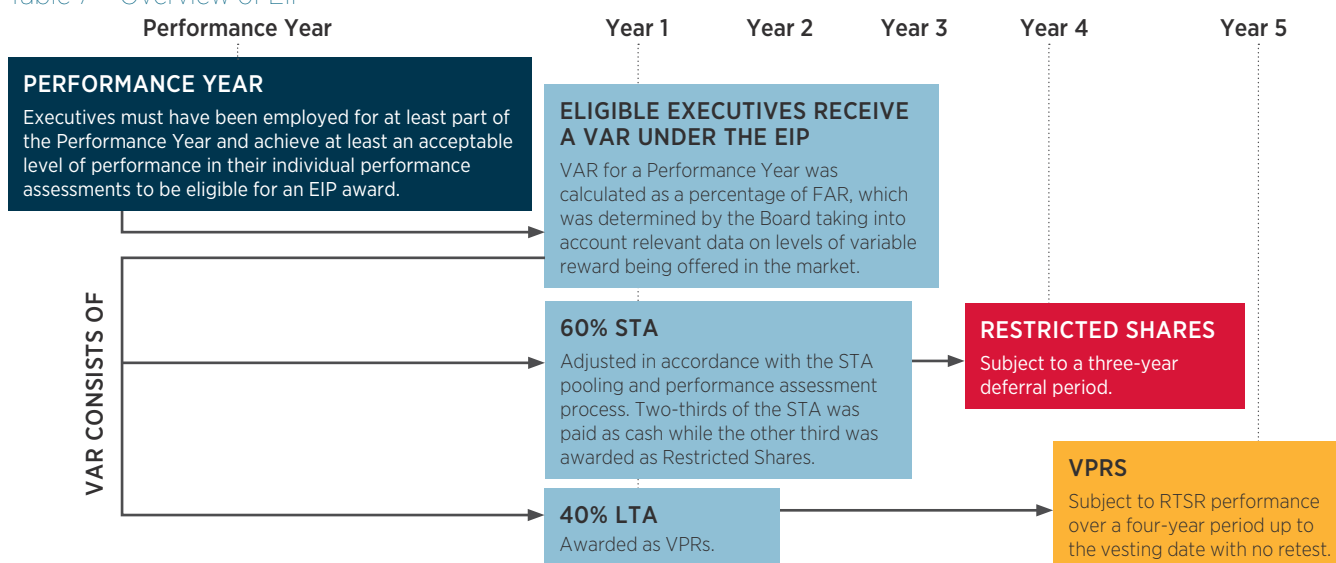 Table 7 – Overview of EIP
Performance Year
Year 1
Year 2
Year 3
Year 4
Year 5
PERFORMANCE YEAR
Executives must have been employed for at least part of
the Performance Year and achieve at least an acceptable
level of performance in their individual performance
assessments to be eligible for an EIP award.
ELIGIBLE EXECUTIVES RECEIVE
A VAR UNDER THE EIP
VAR for a Performance Year was
calculated as a percentage of FAR, which
was determined by the Board taking into
account relevant data on levels of variable
reward being offered in the market.
VAR CONSISTS OF
60% STA
Adjusted in accordance with the STA
pooling and performance assessment
process. Two-thirds of the STA was
paid as cash while the other third was
awarded as Restricted Shares.
RESTRICTED SHARES
Subject to a three-year
deferral period.
40% LTA
Awarded as VPRs.
VPRS
Subject to RTSR performance
over a four-year period up to
the vesting date with no retest.